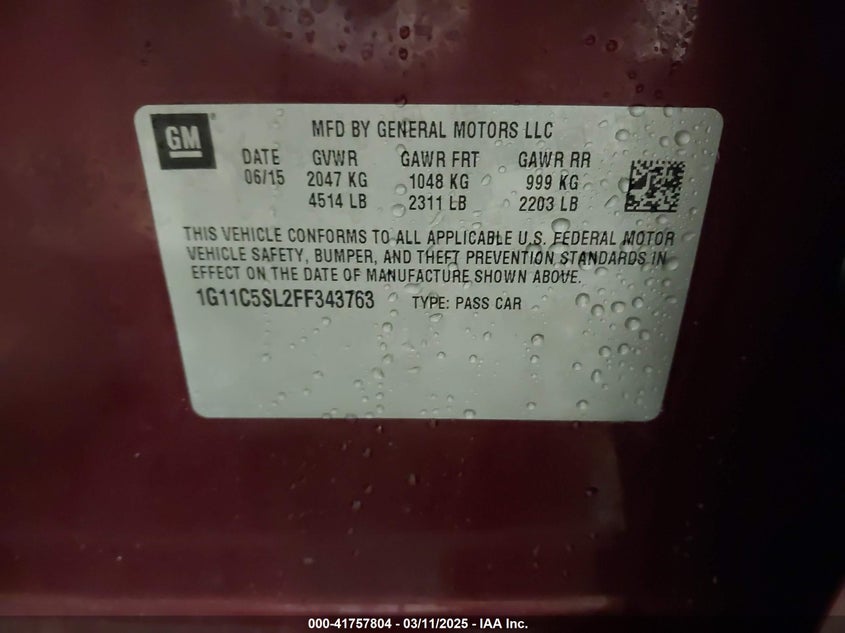 GM
MFD BY GENERAL MOTORS LLC
DATE GVWR GAWR FRT GAWR RR
06/15 2047 KG 1048 KG 999 KG
4514 LB 2311 LB 2203 LB
THIS VEHICLE CONFORMS TO ALL APPLICABLE U.S. FEDERAL MOTOR
VEHICLE SAFETY, BUMPER, AND THEFT PREVENTION STANDARDS IN
EFFECT ON THE DATE OF MANUFACTURE SHOWN ABOVE.
1G11C5SL2FF343763 TYPE: PASS CAR
000-41757804 - 03/11/2025 - IAA Inc.